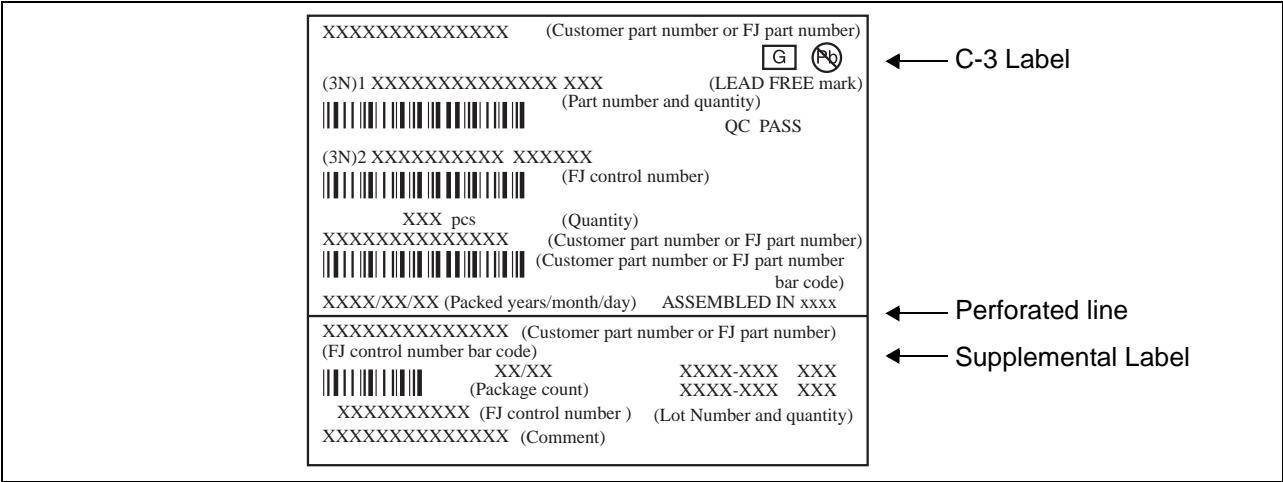 XXXXXXXXXXXXXX (Customer part number or FJ part number)
G Pb
C-3 Label
(3N)1 XXXXXXXXXXXXXX XXX (LEAD FREE mark)
(Part number and quantity)
QC PASS
(3N)2 XXXXXXXXXX XXXXXX
(FJ control number)
XXX pcs (Quantity)
XXXXXXXXXXXXXX (Customer part number or FJ part number)
(Customer part number or FJ part number
bar code)
XXXX/XX/XX (Packed years/month/day) ASSEMBLED IN xxxx
Perforated line
XXXXXXXXXXXXXX (Customer part number or FJ part number)
(FJ control number bar code)
Supplemental Label
XX/XX XXXX-XXX XXX
(Package count) XXXX-XXX XXX
XXXXXXXXXX (FJ control number ) (Lot Number and quantity)
XXXXXXXXXXXXXX (Comment)